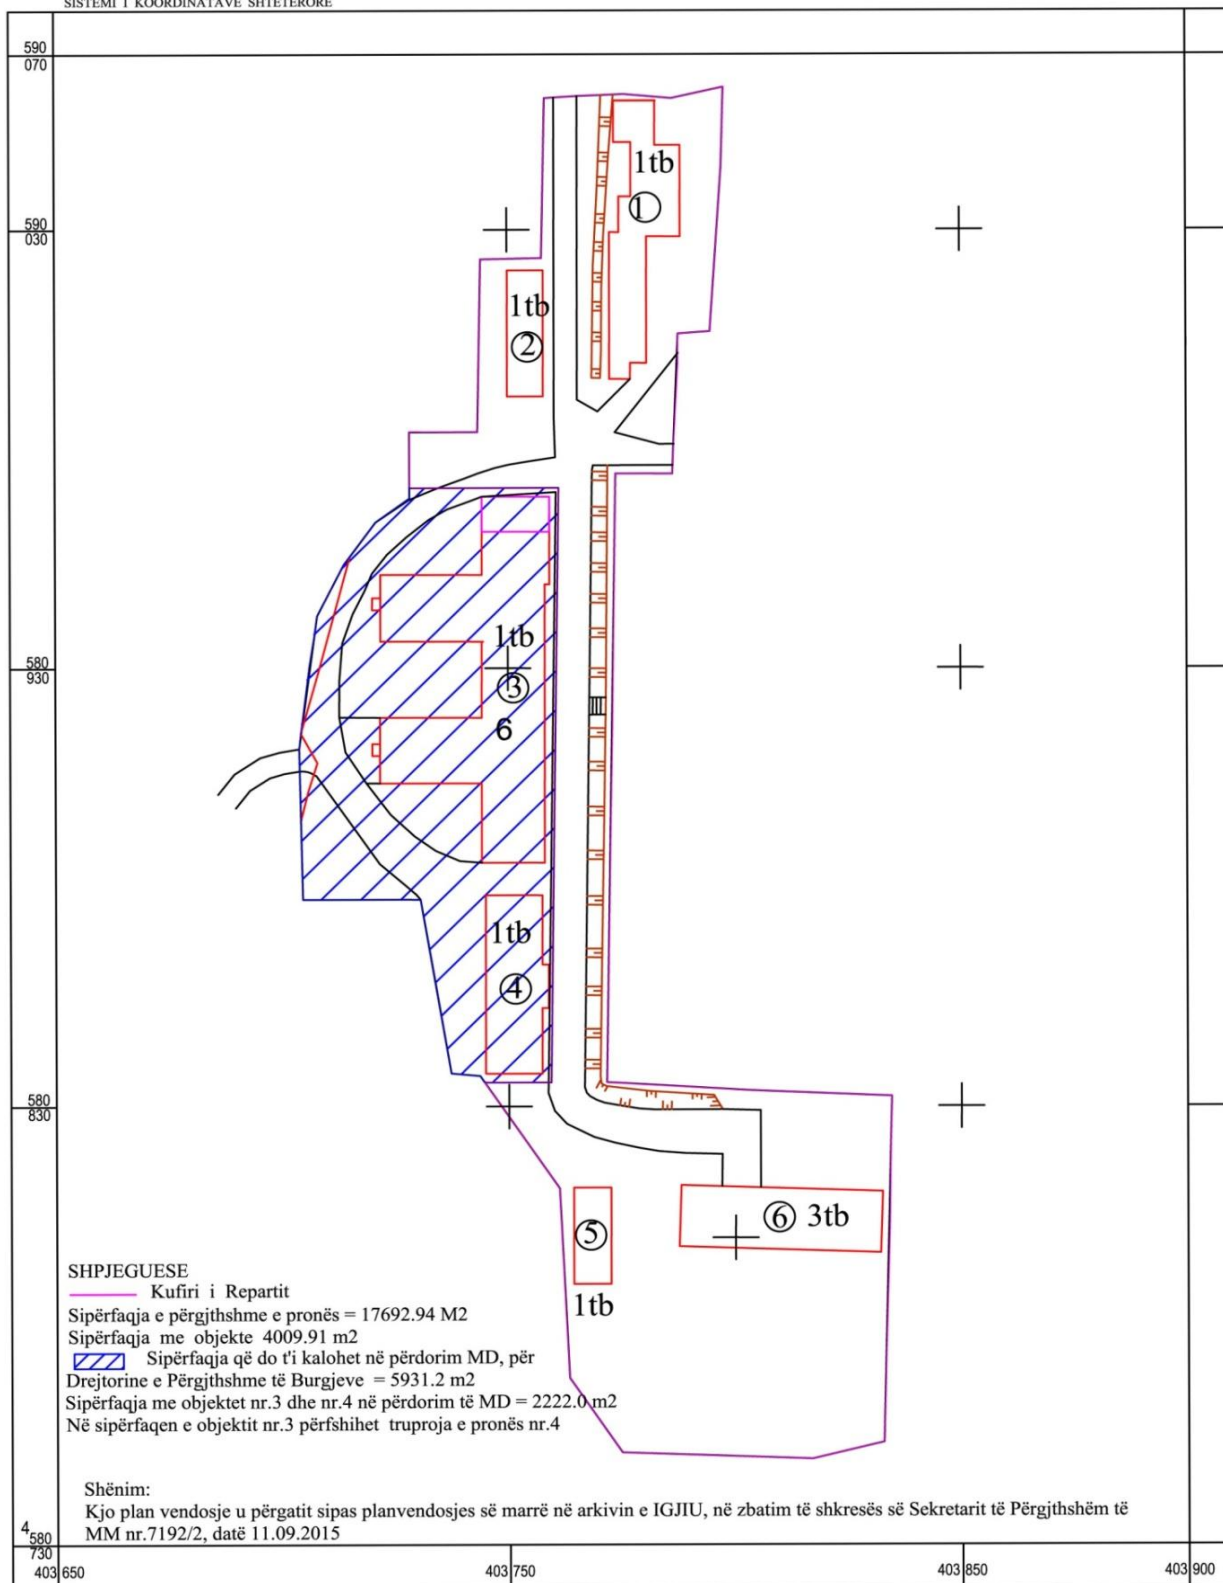 SISTEMI I KOORDINATAVE SHTETËRORE
590
070
1tb
1
590
030
1tb
2
1tb
580
930
3
6
1tb
4
580
830
6 3tb
5
1tb
SHPJEGUESE
Kufiri i Repartit
Sipërfaqja e përgjithshme e pronës = 17692.94 M2
Sipërfaqja me objekte 4009.91 m2
Sipërfaqja që do t'i kalohet në përdorim MD, për
Drejtorine e Përgjithshme të Burgjeve = 5931.2 m2
Sipërfaqja me objektet nr.3 dhe nr.4 në përdorim të MD = 2222.0 m2
Në sipërfaqen e objektit nr.3 përfshihet truproja e pronës nr.4
Shënim:
Kjo plan vendosje u përgatit sipas planvendosjes së marrë në arkivin e IGJIU, në zbatim të shkresës së Sekretarit të Përgjithshëm të
MM nr.7192/2, datë 11.09.2015
4 580
730
403 650
403 750
403 850
403 900